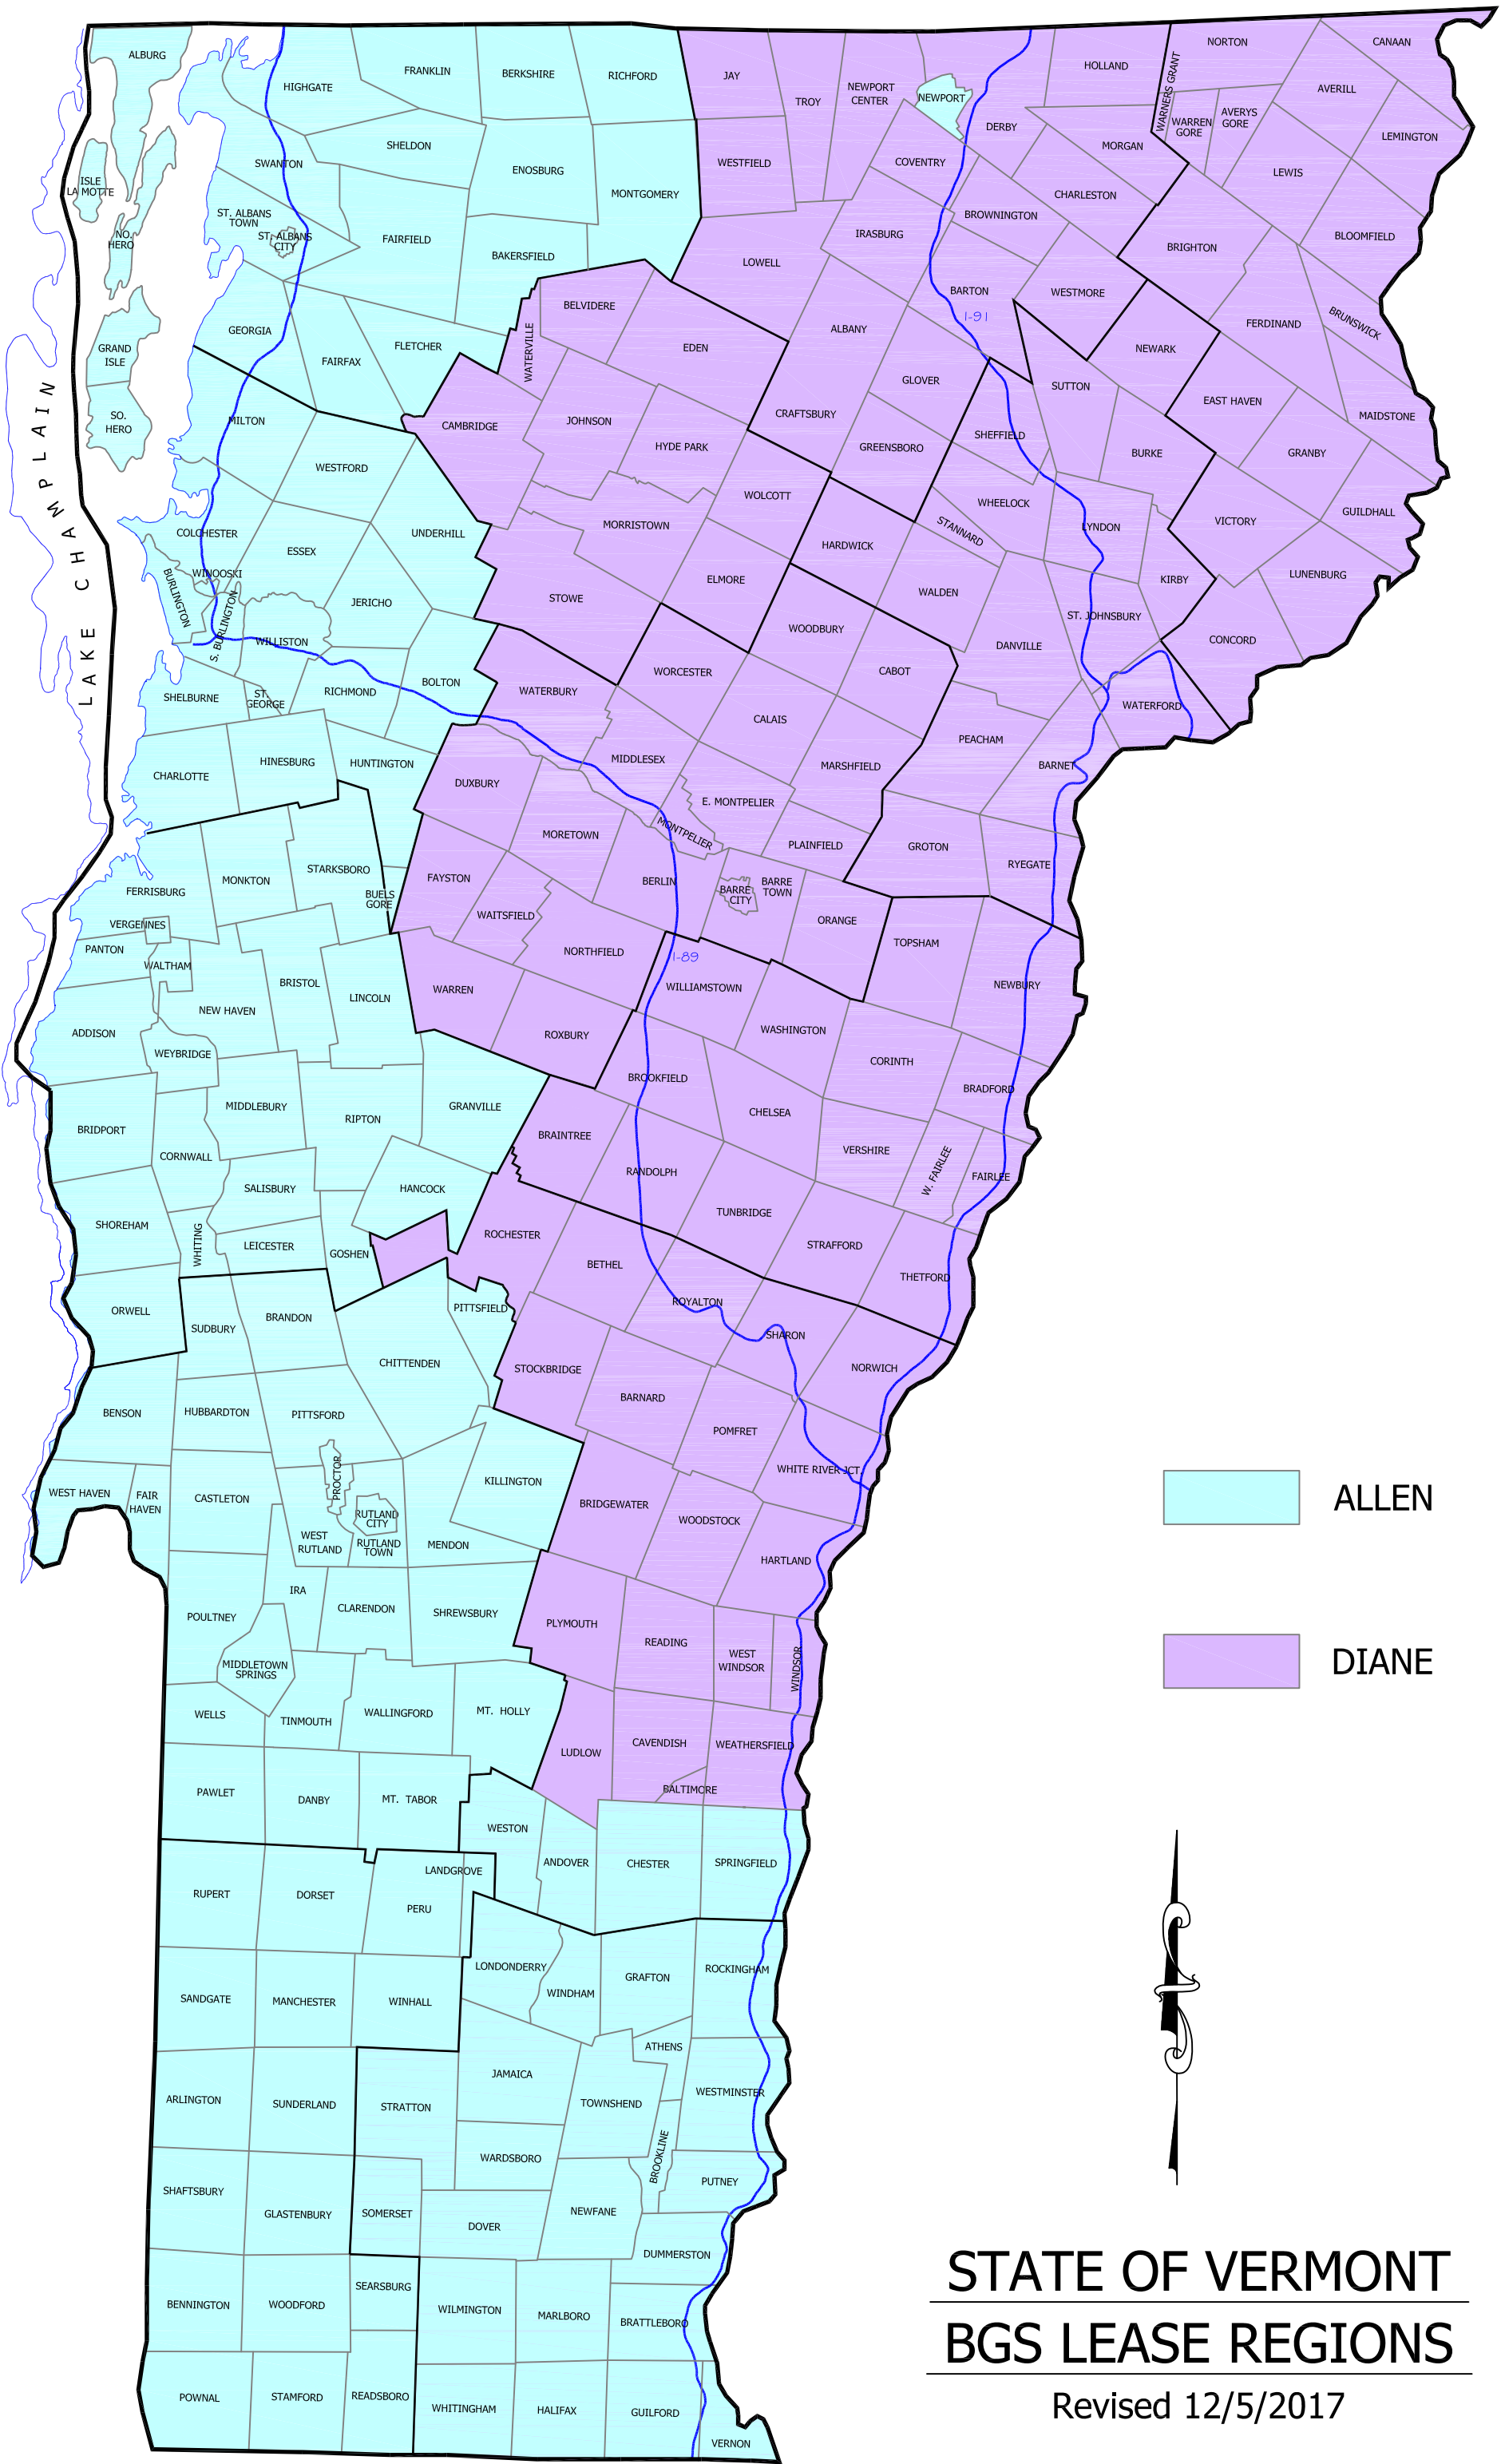 ALBURG
HIGHGATE
FRANKLIN
BERKSHIRE
RICHFORD
JAY
TROY
NEWPORT
CENTER
NEWPORT
DERBY
HOLLAND
WARNERS GRANT
NORTON
CANAAN
AVERILL
WARREN
GORE
AVERYS
GORE
LEMINGTON
MORGAN
LEWIS
ISLE
LA MOTTE
SWANTON
SHELDON
ENOSBURG
MONTGOMERY
WESTFIELD
COVENTRY
CHARLESTON
BROWNINGTON
NO.
HERO
ST. ALBANS
TOWN
ST. ALBANS
CITY
FAIRFIELD
BAKERSFIELD
LOWELL
IRASBURG
BRIGHTON
BLOOMFIELD
BARTON
WESTMORE
I-91
FERDINAND
BRUNSWICK
GRAND
ISLE
GEORGIA
FAIRFAX
FLETCHER
WATERVILLE
BELVIDERE
EDEN
ALBANY
NEWARK
GLOVER
SUTTON
EAST HAVEN
MAIDSTONE
SO.
HERO
MILTON
CAMBRIDGE
JOHNSON
HYDE PARK
CRAFTSBURY
GREENSBORO
SHEFFIELD
BURKE
GRANBY
LAKE CHAMPLAIN
WESTFORD
WOLCOTT
WHEELOCK
STANNARD
LYNDON
VICTORY
GUILDHALL
COLCHESTER
ESSEX
UNDERHILL
MORRISTOWN
HARDWICK
WINOOSKI
BURLINGTON
S. BURLINGTON
JERICHO
STOWE
ELMORE
WALDEN
KIRBY
LUNENBURG
WILLISTON
WOODBURY
DANVILLE
ST. JOHNSBURY
CONCORD
SHELBURNE
ST.
GEORGE
RICHMOND
BOLTON
WATERBURY
WORCESTER
CABOT
WATERFORD
CALAIS
PEACHAM
CHARLOTTE
HINESBURG
HUNTINGTON
DUXBURY
MIDDLESEX
MARSHFIELD
BARNET
E. MONTPELIER
MONTPELIER
MORETOWN
PLAINFIELD
GROTON
RYEGATE
FERRISBURG
MONKTON
STARKSBORO
BUELS
GORE
FAYSTON
WAITSFIELD
BERLIN
BARRE
CITY
BARRE
TOWN
ORANGE
TOPSHAM
VERGENNES
PANTON
WALTHAM
NORTHFIELD
I-89
BRISTOL
LINCOLN
WARREN
WILLIAMSTOWN
NEWBURY
NEW HAVEN
ADDISON
WEYBRIDGE
ROXBURY
WASHINGTON
CORINTH
BROOKFIELD
BRADFORD
BRIDPORT
MIDDLEBURY
RIPTON
GRANVILLE
CHELSEA
CORNWALL
BRAINTREE
VERSHIRE
W. FAIRLEE
FAIRLEE
SALISBURY
HANCOCK
RANDOLPH
TUNBRIDGE
SHOREHAM
WHITING
LEICESTER
GOSHEN
ROCHESTER
BETHEL
STRAFFORD
THETFORD
ORWELL
SUDBURY
BRANDON
PITTSFIELD
ROYALTON
SHARON
CHITTENDEN
STOCKBRIDGE
NORWICH
BENSON
HUBBARDTON
PITTSFORD
BARNARD
POMFRET
WEST HAVEN
FAIR
HAVEN
CASTLETON
PROCTOR
KILLINGTON
WHITE RIVER JCT.
BRIDGEWATER
WOODSTOCK
ALLEN
WEST
RUTLAND
RUTLAND
CITY
RUTLAND
TOWN
MENDON
HARTLAND
POULTNEY
IRA
CLARENDON
SHREWSBURY
PLYMOUTH
READING
WEST
WINDSOR
WINDSOR
DIANE
MIDDLETOWN
SPRINGS
WELLS
TINMOUTH
WALLINGFORD
MT. HOLLY
LUDLOW
CAVENDISH
WEATHERSFIELD
BALTIMORE
PAWLET
DANBY
MT. TABOR
WESTON
ANDOVER
CHESTER
SPRINGFIELD
LANDGROVE
RUPERT
DORSET
PERU
LONDONDERRY
WINDHAM
GRAFTON
ROCKINGHAM
SANDGATE
MANCHESTER
WINHALL
ATHENS
JAMAICA
WESTMINSTER
ARLINGTON
SUNDERLAND
STRATTON
TOWNSHEND
WARDSBORO
BROOKLINE
PUTNEY
SHAFTSBURY
GLASTENBURY
SOMERSET
DOVER
NEWFANE
DUMMERSTON
SEARSBURG
BENNINGTON
WOODFORD
WILMINGTON
MARLBORO
BRATTLEBORO
POWNAL
STAMFORD
READSBORO
WHITINGHAM
HALIFAX
GUILFORD
VERNON
STATE OF VERMONT
BGS LEASE REGIONS
Revised 12/5/2017